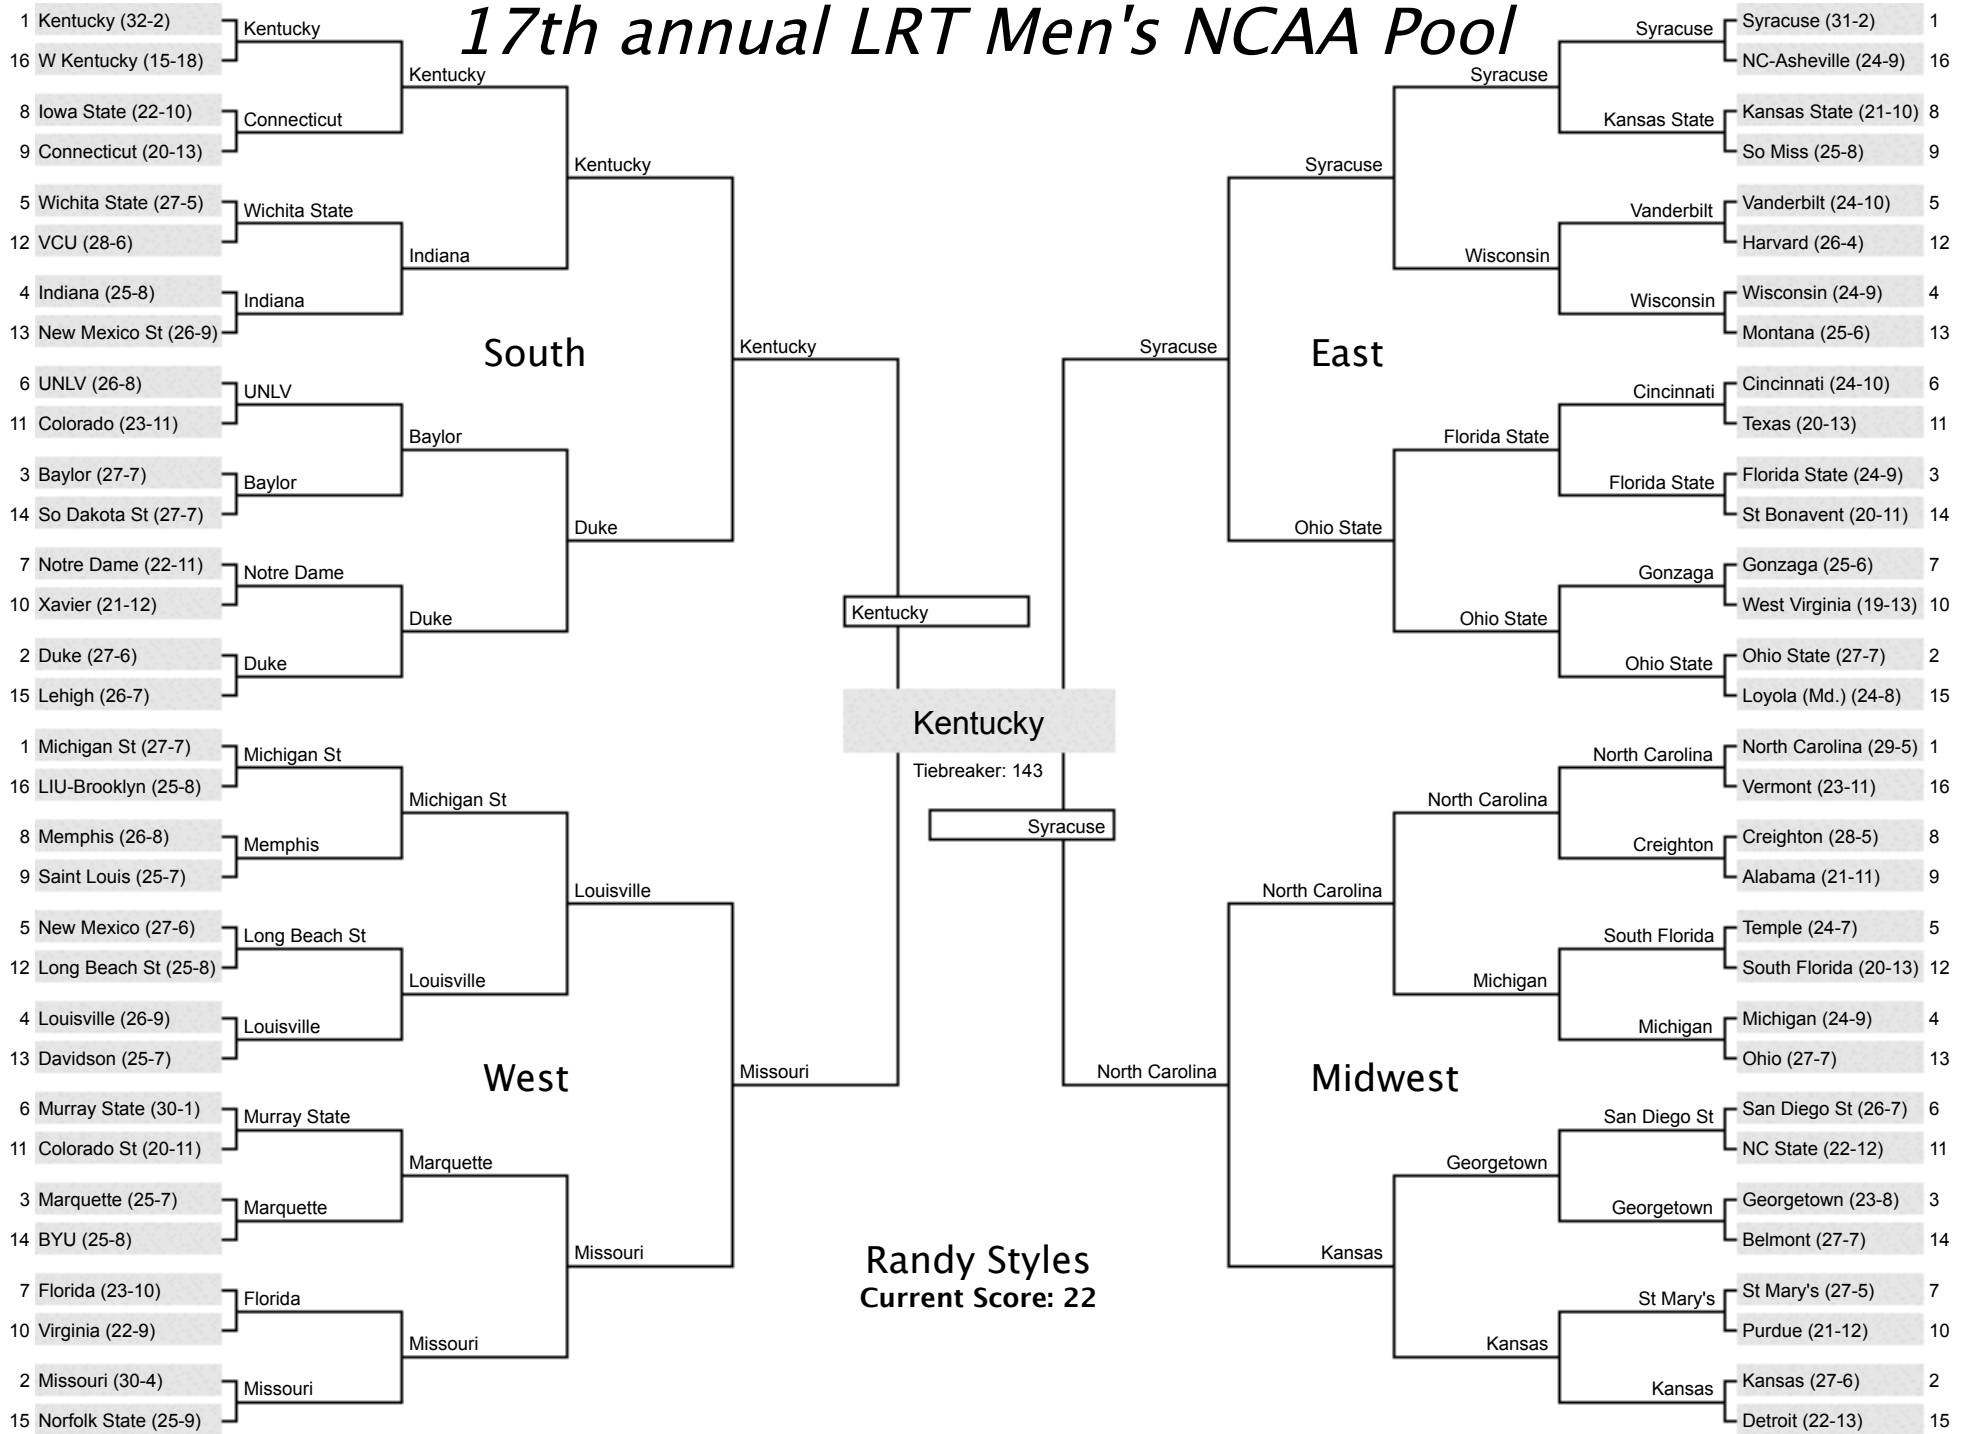 17th annual LRT Men's NCAA Pool
1 Kentucky (32-2)
16 W Kentucky (15-18)
8 Iowa State (22-10)
9 Connecticut (20-13)
5 Wichita State (27-5)
12 VCU (28-6)
4 Indiana (25-8)
13 New Mexico St (26-9)
6 UNLV (26-8)
11 Colorado (23-11)
3 Baylor (27-7)
14 So Dakota St (27-7)
7 Notre Dame (22-11)
10 Xavier (21-12)
2 Duke (27-6)
15 Lehigh (26-7)
Kentucky
Connecticut
Wichita State
Indiana
UNLV
Baylor
Notre Dame
Duke
Kentucky
Indiana
Baylor
Duke
Kentucky
Duke
Kentucky
South
1 Michigan St (27-7)
16 LIU-Brooklyn (25-8)
8 Memphis (26-8)
9 Saint Louis (25-7)
5 New Mexico (27-6)
12 Long Beach St (25-8)
4 Louisville (26-9)
13 Davidson (25-7)
6 Murray State (30-1)
11 Colorado St (20-11)
3 Marquette (25-7)
14 BYU (25-8)
7 Florida (23-10)
10 Virginia (22-9)
2 Missouri (30-4)
15 Norfolk State (25-9)
Michigan St
Memphis
Long Beach St
Louisville
Murray State
Marquette
Florida
Missouri
Michigan St
Louisville
Marquette
Missouri
Louisville
Missouri
Missouri
West
Kentucky
Kentucky
Tiebreaker: 143
Syracuse
Randy Styles
Current Score: 22
Syracuse (31-2) 1
NC-Asheville (24-9) 16
Kansas State (21-10) 8
So Miss (25-8) 9
Vanderbilt (24-10) 5
Harvard (26-4) 12
Wisconsin (24-9) 4
Montana (25-6) 13
Cincinnati (24-10) 6
Texas (20-13) 11
Florida State (24-9) 3
St Bonavent (20-11) 14
Gonzaga (25-6) 7
West Virginia (19-13) 10
Ohio State (27-7) 2
Loyola (Md.) (24-8) 15
Syracuse
Kansas State
Vanderbilt
Wisconsin
Cincinnati
Florida State
Gonzaga
Ohio State
Syracuse
Wisconsin
Florida State
Ohio State
Syracuse
Ohio State
Syracuse
East
North Carolina (29-5) 1
Vermont (23-11) 16
Creighton (28-5) 8
Alabama (21-11) 9
Temple (24-7) 5
South Florida (20-13) 12
Michigan (24-9) 4
Ohio (27-7) 13
San Diego St (26-7) 6
NC State (22-12) 11
Georgetown (23-8) 3
Belmont (27-7) 14
St Mary's (27-5) 7
Purdue (21-12) 10
Kansas (27-6) 2
Detroit (22-13) 15
North Carolina
Creighton
South Florida
Michigan
San Diego St
Georgetown
St Mary's
Kansas
North Carolina
Michigan
Georgetown
Kansas
North Carolina
Kansas
North Carolina
Midwest